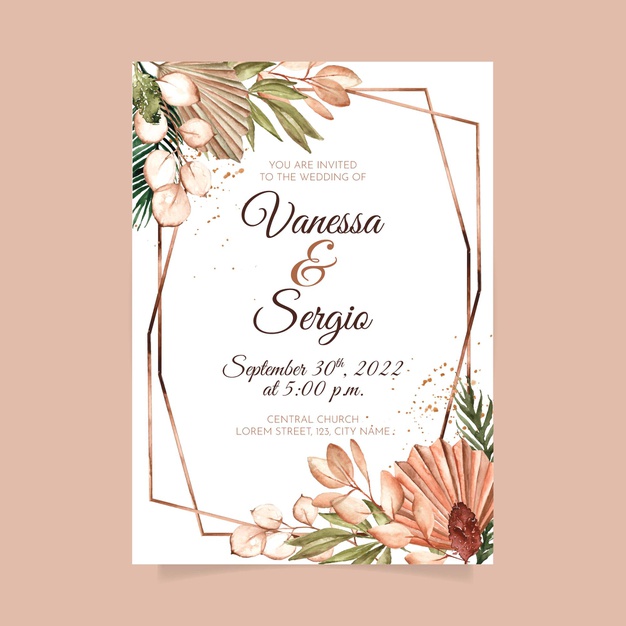 YOU ARE INVITED
TO THE WEDDING OF
Vanessa
&
Sergio
September 30th, 2022
at 5:00 p.m.
CENTRAL CHURCH
LOREM STREET, 123, CITY NAME